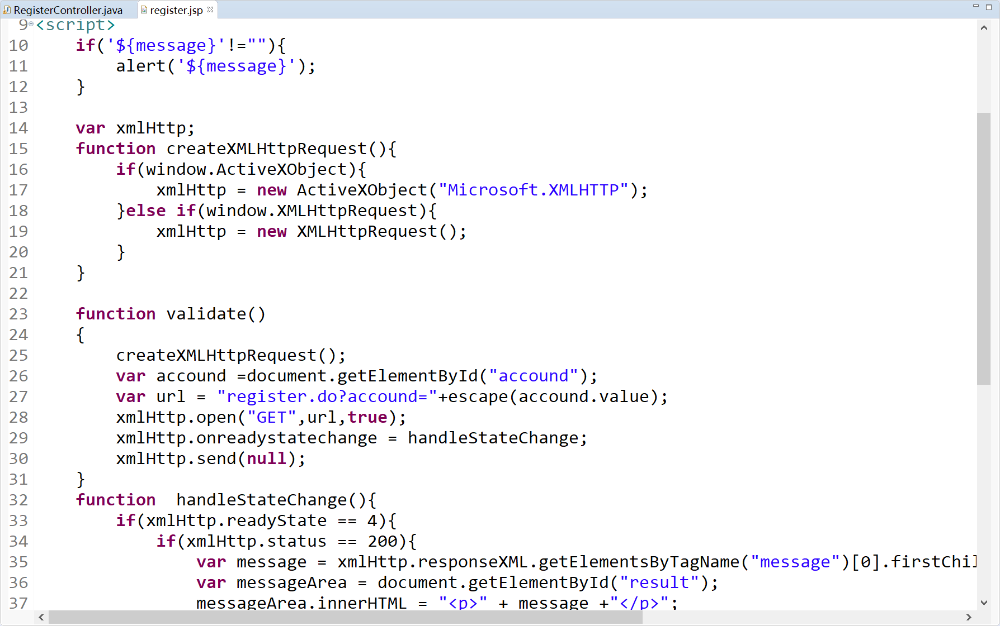 RegisterController.java register.jsp
9 <script>
10 if('${message}'!=""){
11 alert('${message}');
12 }
13
14 var xmlHttp;
15 function createXMLHttpRequest(){
16 if(window.ActiveXObject){
17 xmlHttp = new ActiveXObject("Microsoft.XMLHTTP");
18 }else if(window.XMLHttpRequest){
19 xmlHttp = new XMLHttpRequest();
20 }
21 }
22
23 function validate()
24 {
25 createXMLHttpRequest();
26 var accound =document.getElementById("accound");
27 var url = "register.do?accound="+escape(accound.value);
28 xmlHttp.open("GET",url,true);
29 xmlHttp.onreadystatechange = handleStateChange;
30 xmlHttp.send(null);
31 }
32 function  handleStateChange(){
33 if(xmlHttp.readyState == 4){
34 if(xmlHttp.status == 200){
35 var message = xmlHttp.responseXML.getElementsByTagName("message")[0].firstChil
36 var messageArea = document.getElementById("result");
37 messageArea.innerHTML = "<p>" + message +"</p>";